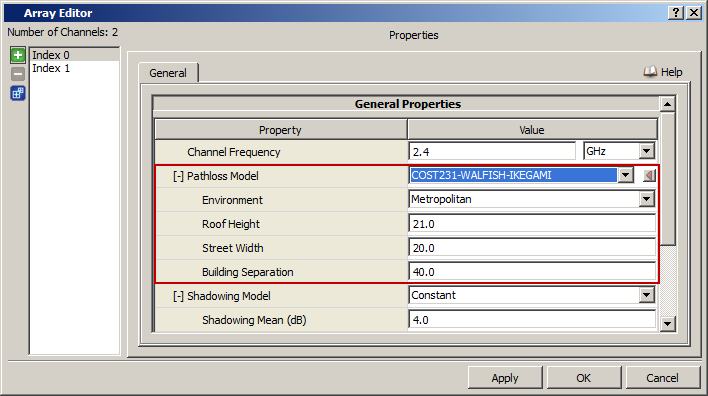 Array Editor
Number of Channels: 2
Properties
Index 0
Index 1
General
Help
General Properties
Property Value
Channel Frequency 2.4 GHz
[-] Pathloss Model COST231-WALFISH-IKEGAMI
Environment Metropolitan
Roof Height 21.0
Street Width 20.0
Building Separation 40.0
[-] Shadowing Model Constant
Shadowing Mean (dB) 4.0
Apply OK Cancel